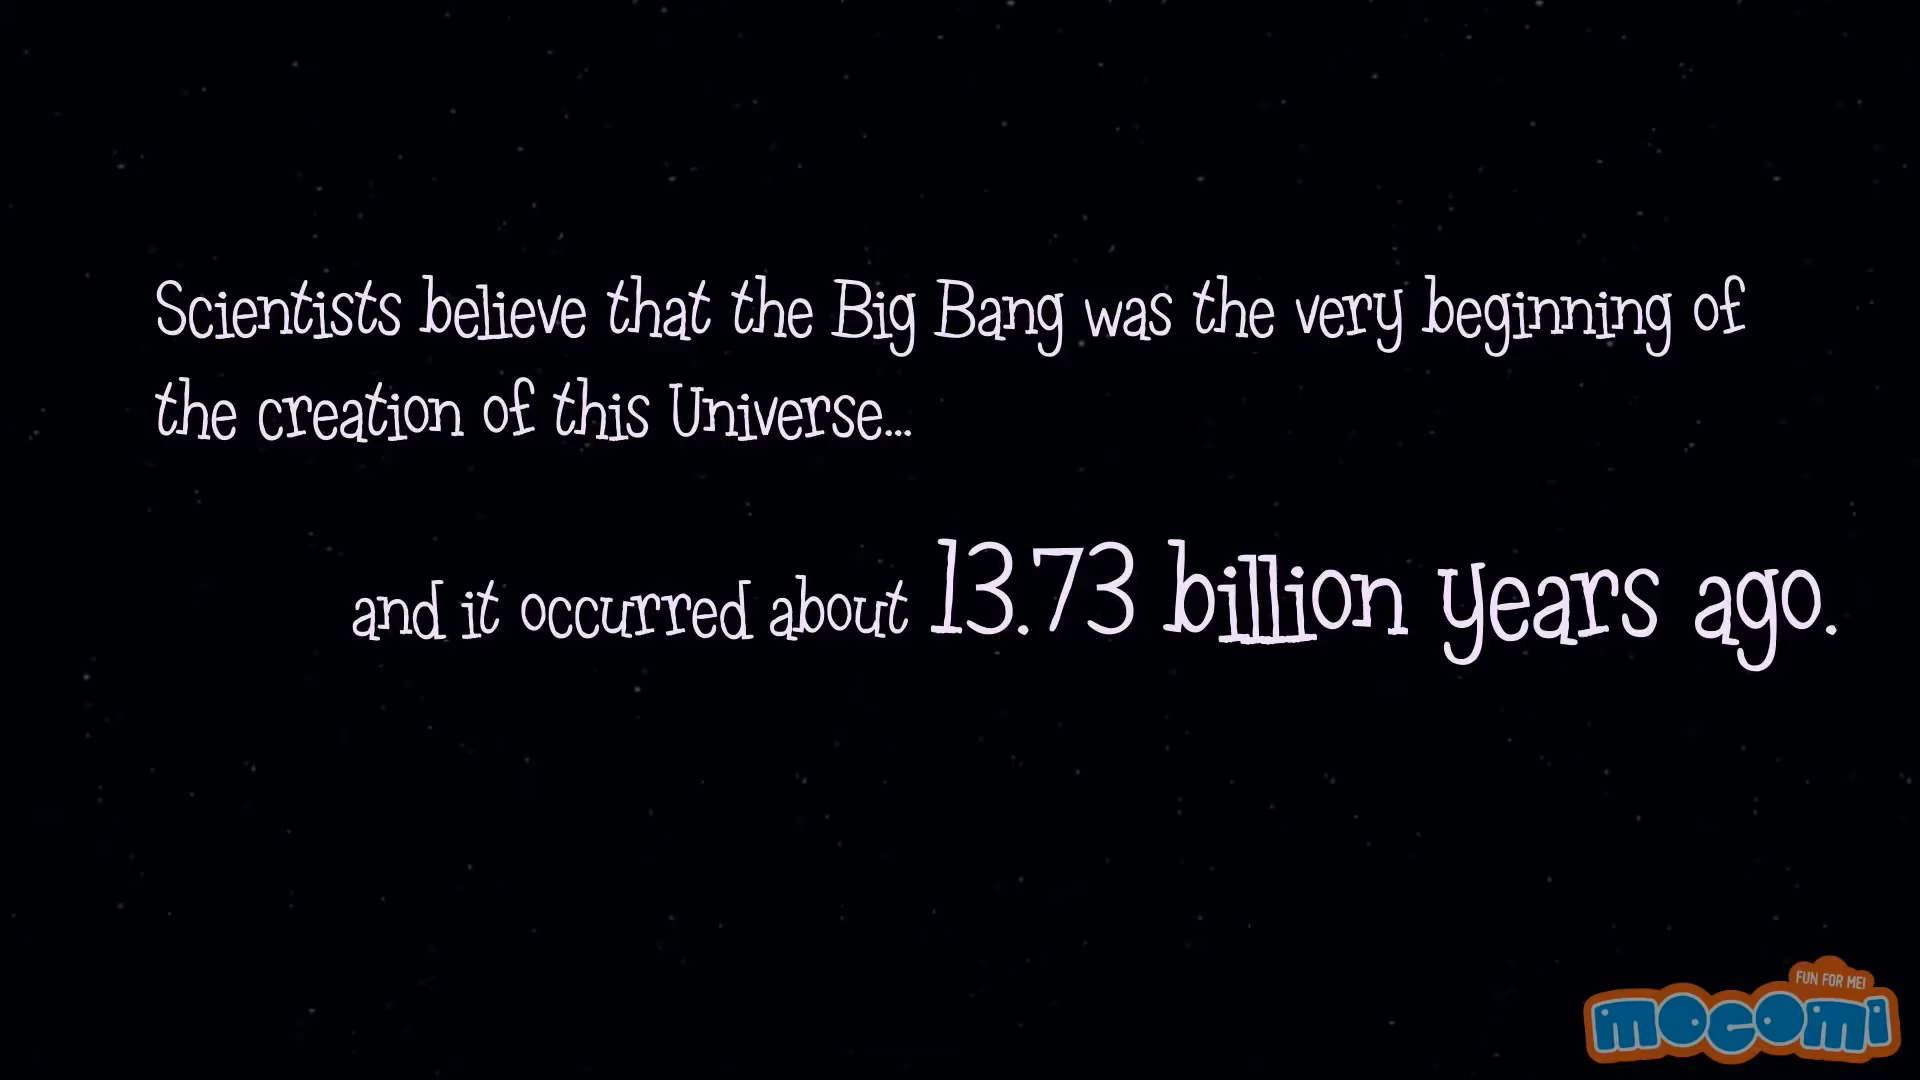 Scientists believe that the Big Bang was the very beginning of
the creation of this Universe...
and it occurred about 13.73 billion years ago.
FUN FOR ME!
mocomi